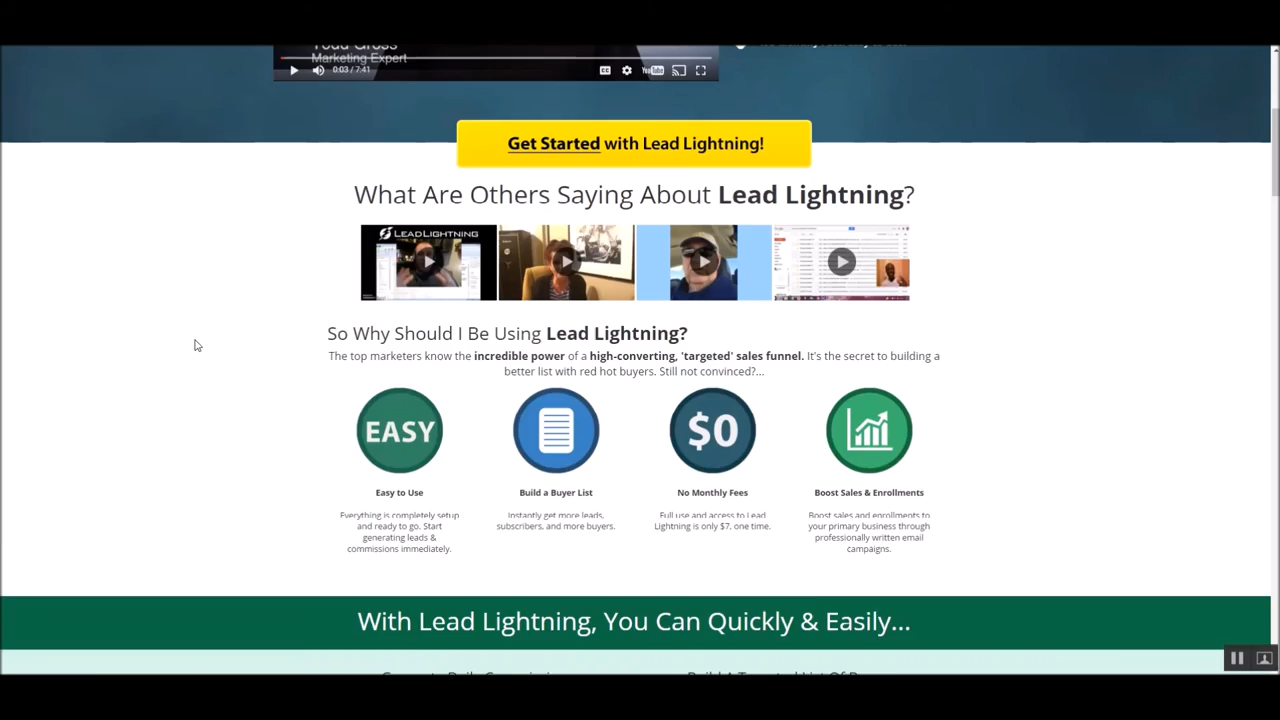 Todd Gross
Marketing Expert
0:03 / 7:41
CC
YouTube
Get Started with Lead Lightning!
What Are Others Saying About Lead Lightning?
LEADLIGHTNING
So Why Should I Be Using Lead Lightning?
The top marketers know the incredible power of a high-converting, 'targeted' sales funnel. It's the secret to building a
better list with red hot buyers. Still not convinced?...
EASY
$0
Easy to Use
Build a Buyer List
No Monthly Fees
Boost Sales & Enrollments
Everything is completely setup
and ready to go. Start
generating leads &
commissions immediately.
Instantly get more leads,
subscribers, and more buyers.
Full use and access to Lead
Lightning is only $7, one time.
Boost sales and enrollments to
your primary business through
professionally written email
campaigns.
With Lead Lightning, You Can Quickly & Easily...